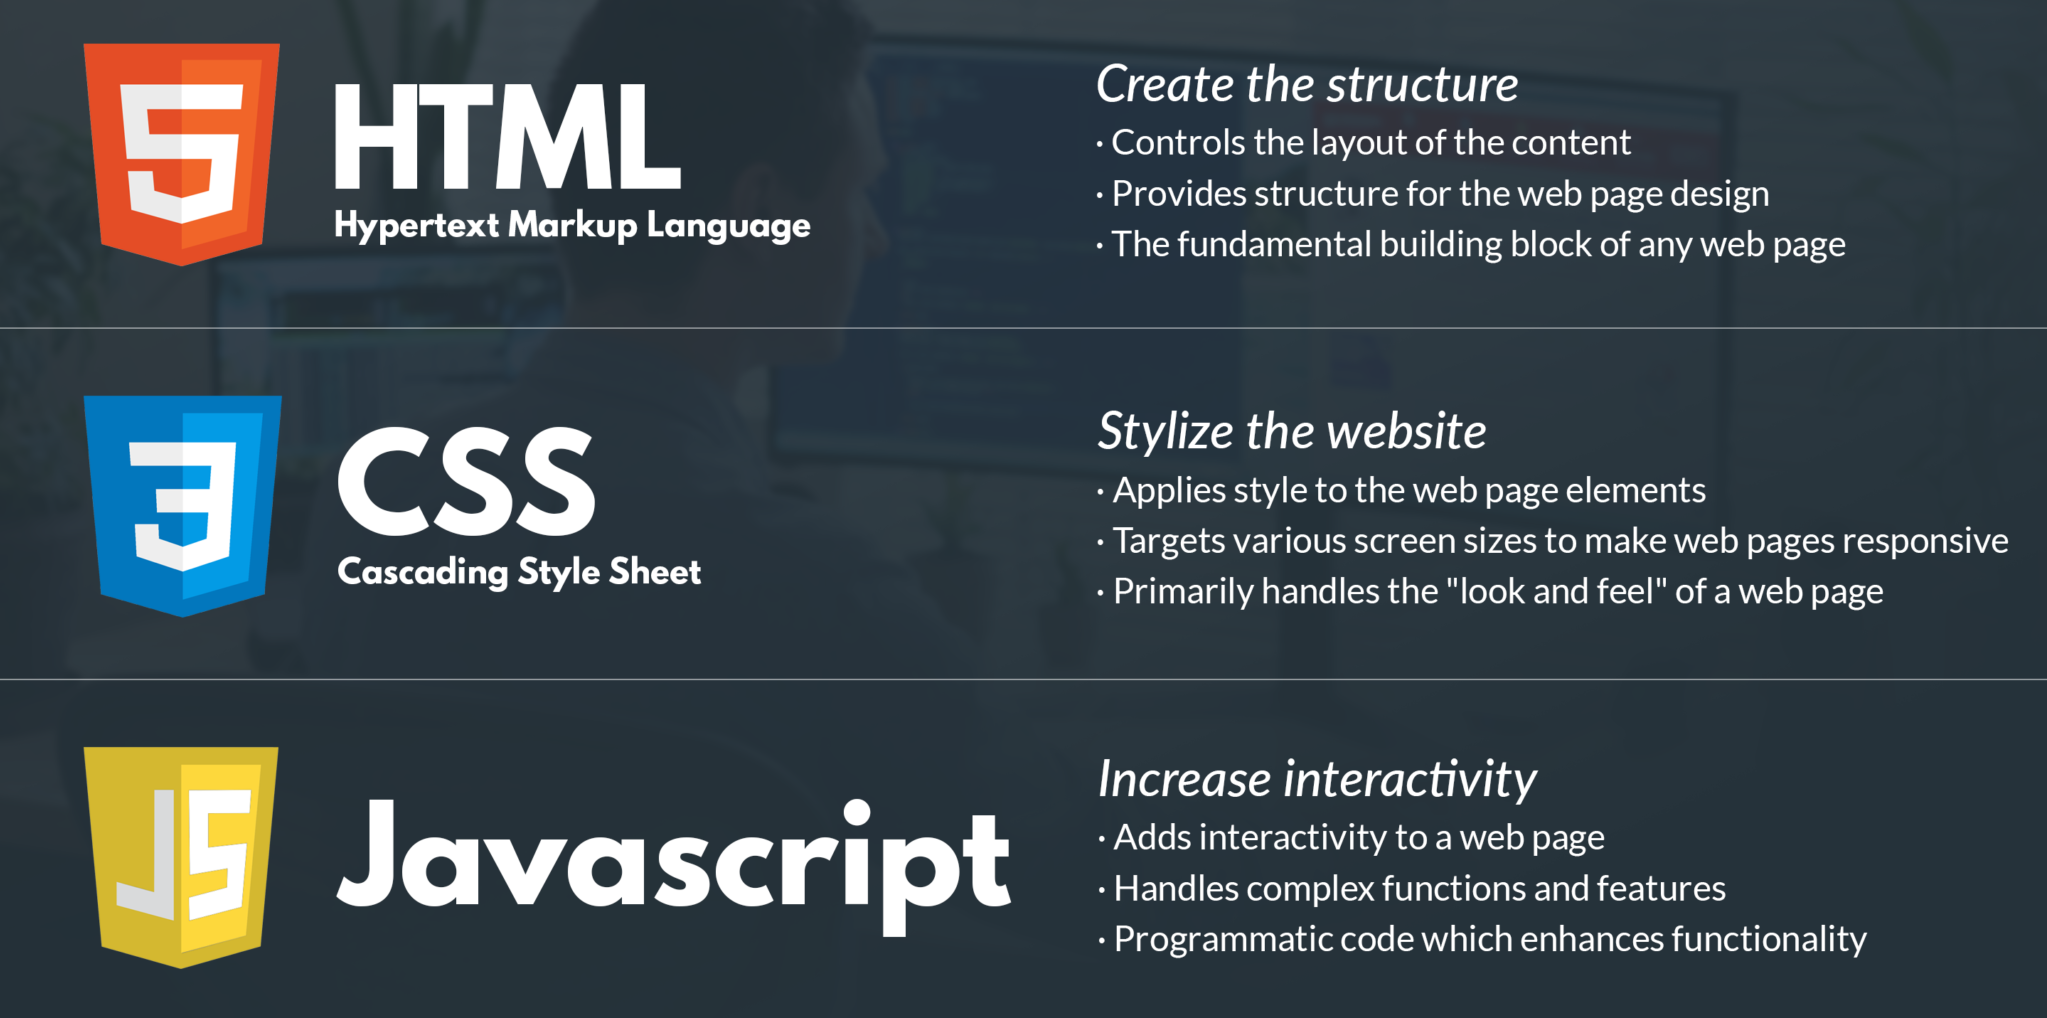 HTML
Hypertext Markup Language
Create the structure
· Controls the layout of the content
· Provides structure for the web page design
· The fundamental building block of any web page
CSS
Cascading Style Sheet
Stylize the website
· Applies style to the web page elements
· Targets various screen sizes to make web pages responsive
· Primarily handles the "look and feel" of a web page
JS
Javascript
Increase interactivity
· Adds interactivity to a web page
· Handles complex functions and features
· Programmatic code which enhances functionality